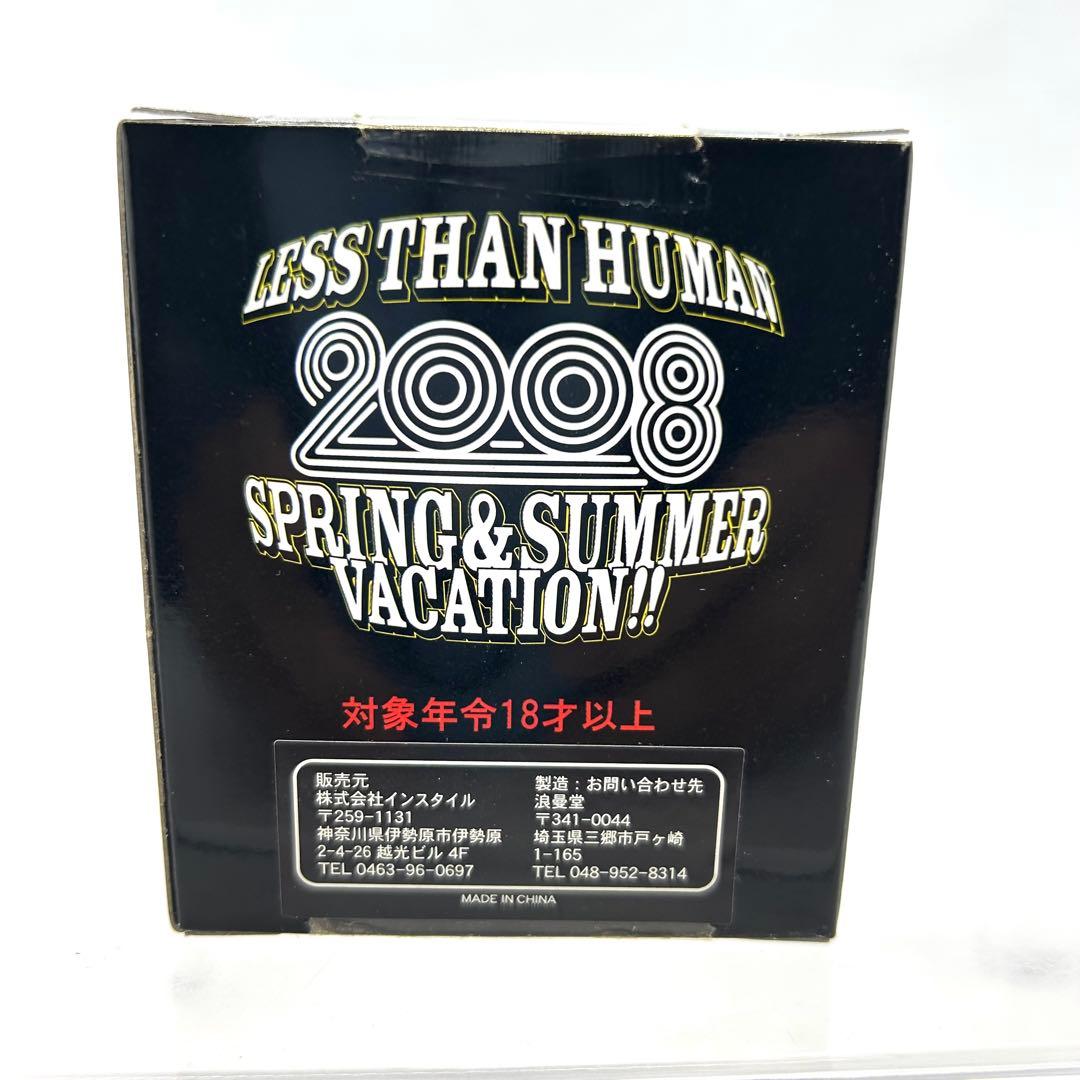 LESS THAN HUMAN
2008
SPRING&SUMMER
VACATION!!
対象年令18才以上
販売元
株式会社インスタイル
〒259-1131
神奈川県伊勢原市伊勢原
2-4-26 越光ビル 4F
TEL 0463-96-0697
製造：お問い合わせ先
浪曼堂
〒341-0044
埼玉県三郷市戸ヶ崎
1-165
TEL 048-952-8314
MADE IN CHINA